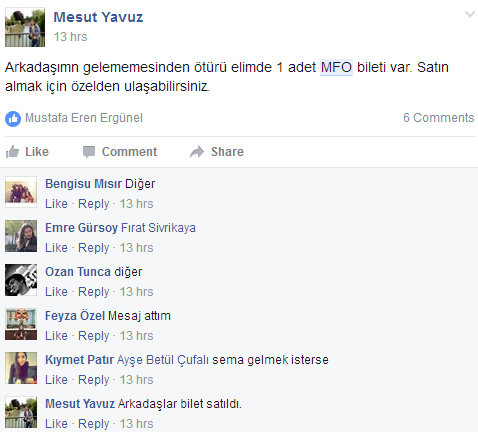 Mesut Yavuz
13 hrs
Arkadaşımn gelememesinden ötürü elimde 1 adet MFO bileti var. Satın
almak için özelden ulaşabilirsiniz.
Mustafa Eren Ergünel 6 Comments
Like Comment Share
Bengisu Mısır Diğer
Like · Reply · 13 hrs
Emre Gürsoy Fırat Sivrikaya
Like · Reply · 13 hrs
Ozan Tunca diğer
Like · Reply · 13 hrs
Feyza Özel Mesaj attım
Like · Reply · 13 hrs
Kıymet Patır Ayşe Betül Çufalı sema gelmek isterse
Like · Reply · 13 hrs
Mesut Yavuz Arkadaşlar bilet satıldı.
Like · Reply · 13 hrs